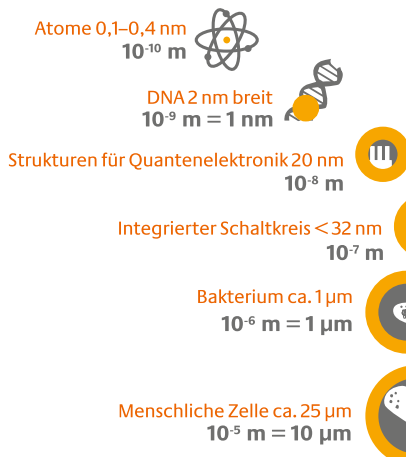 Atome 0,1–0,4 nm
10⁻¹⁰ m
DNA 2 nm breit
10⁻⁹ m = 1 nm
Strukturen für Quantenelektronik 20 nm
10⁻⁸ m
Integrierter Schaltkreis < 32 nm
10⁻⁷ m
Bakterium ca. 1 µm
10⁻⁶ m = 1 µm
Menschliche Zelle ca. 25 µm
10⁻⁵ m = 10 µm